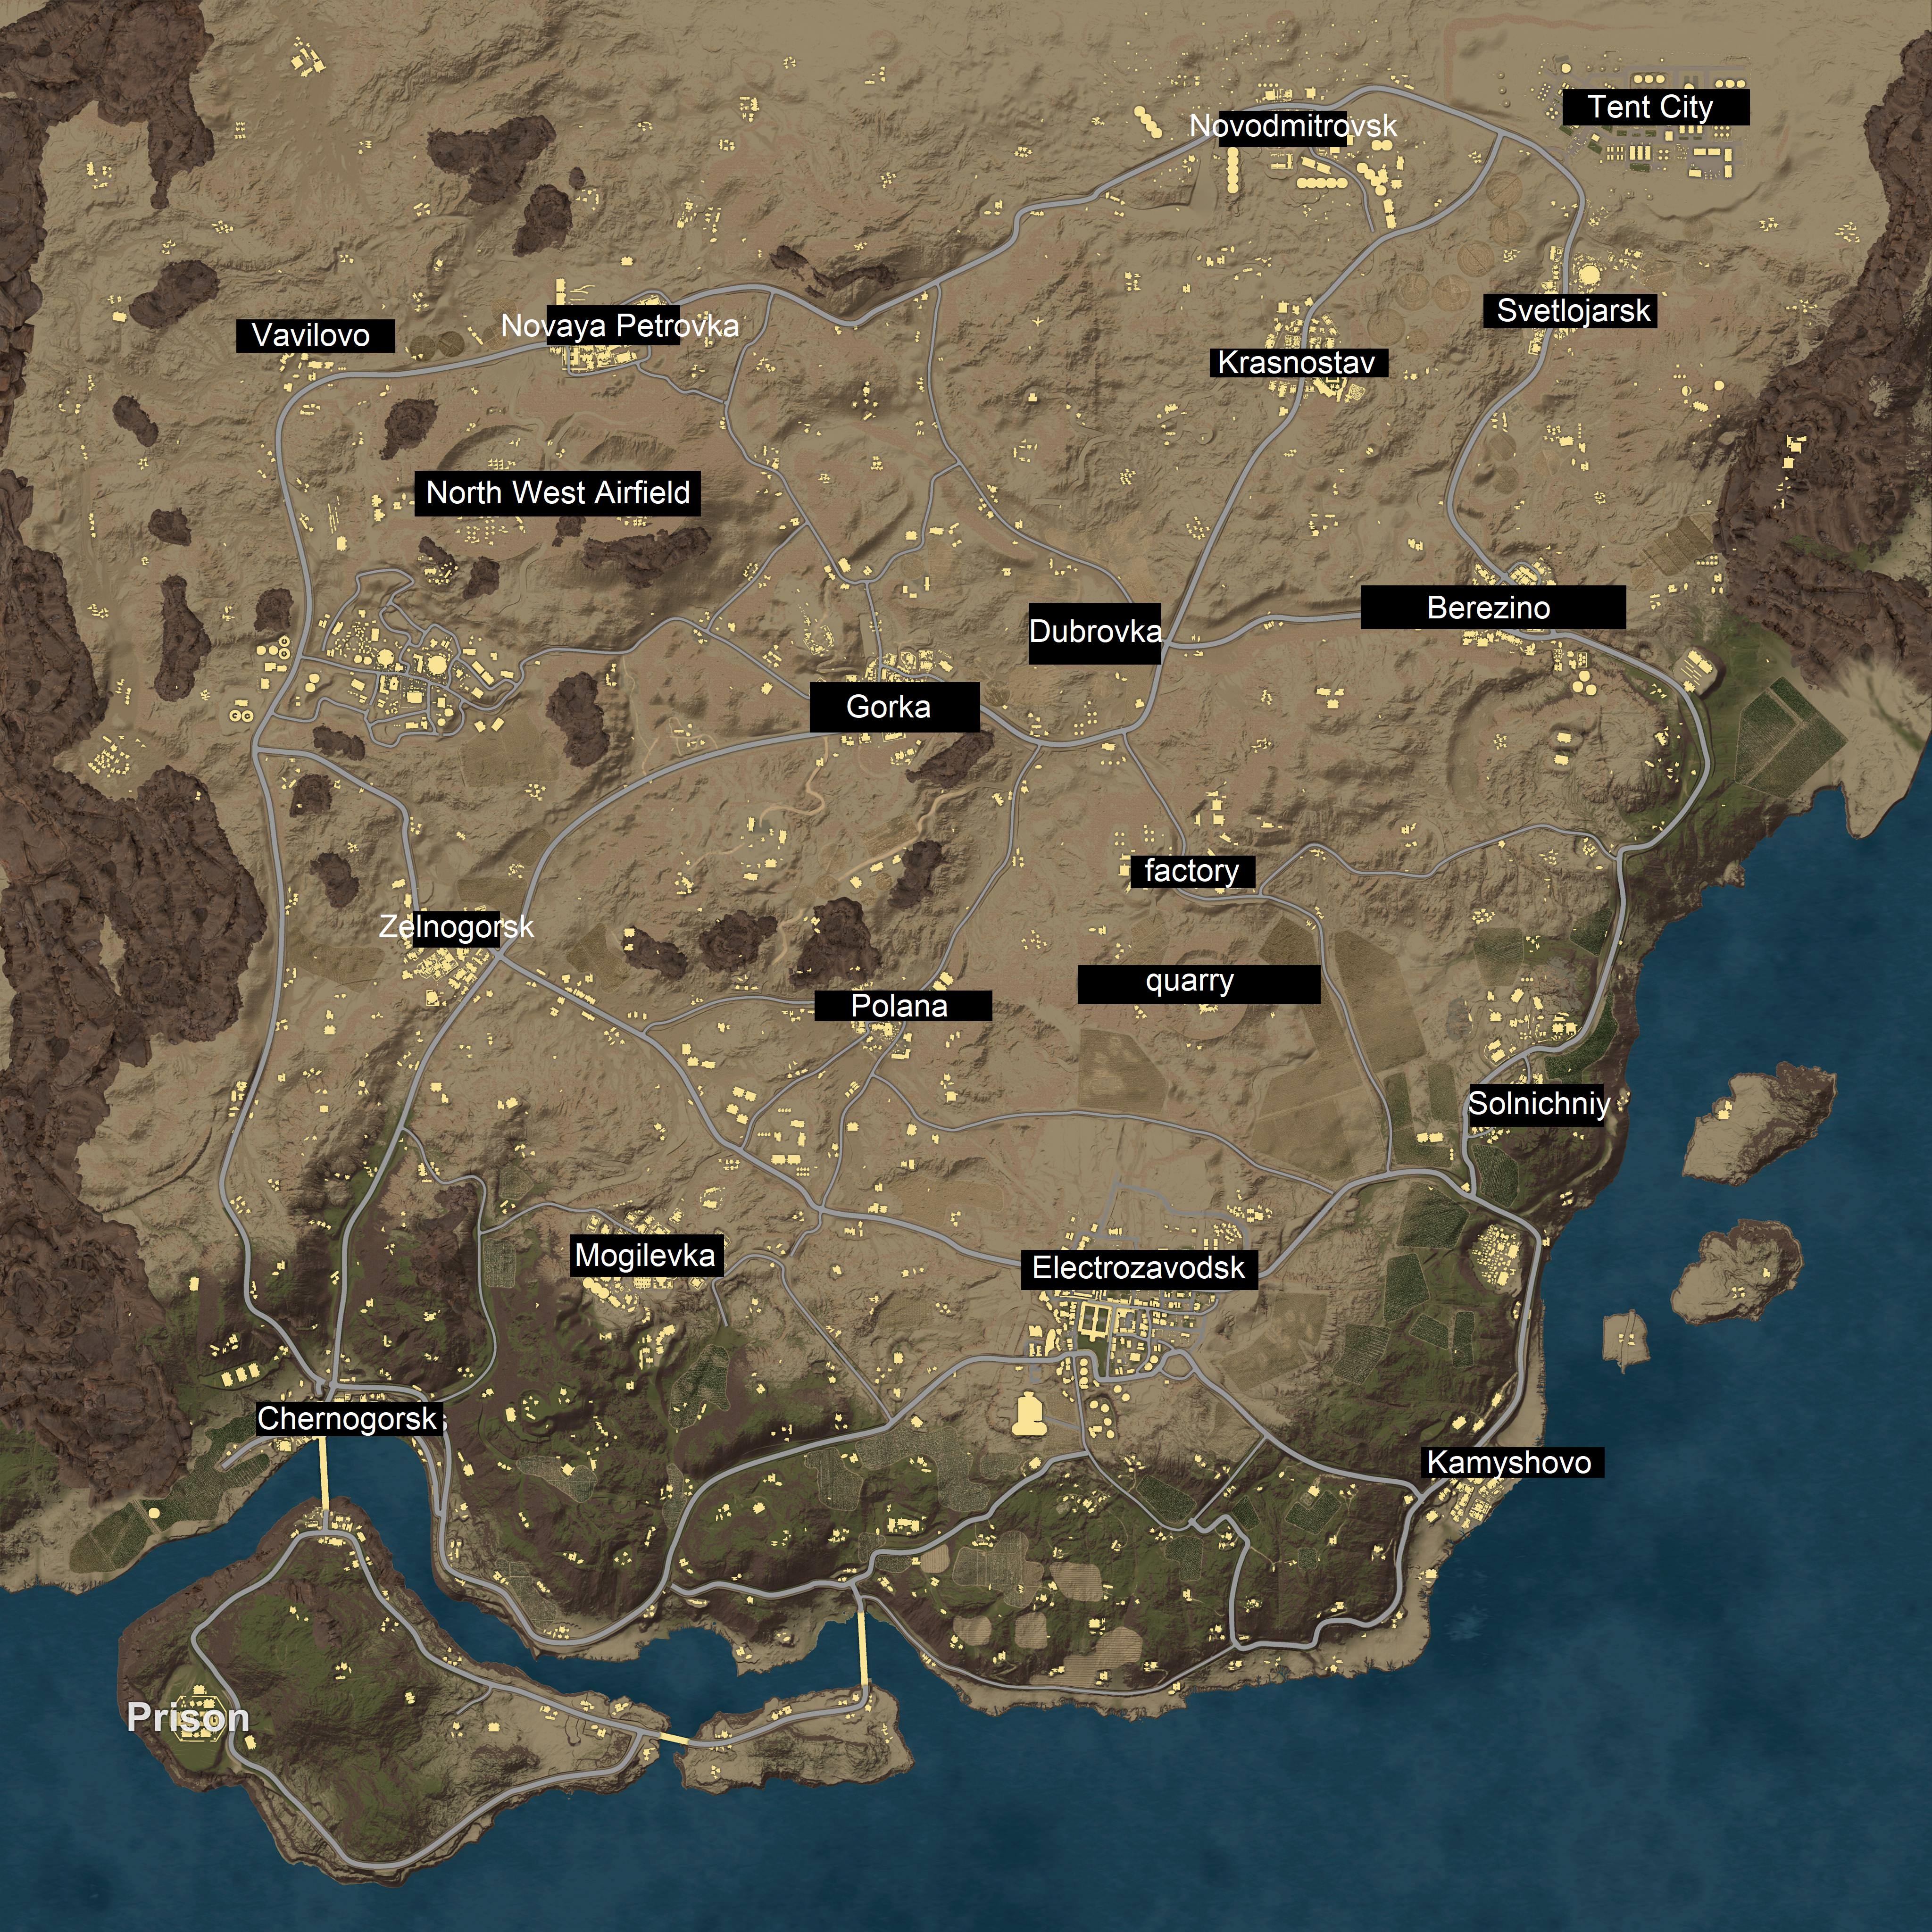 Tent City
Novodmitrovsk
Svetlojarsk
Novaya Petrovka
Vavilovo
Krasnostav
North West Airfield
Berezino
Dubrovka
Gorka
factory
Zelnogorsk
quarry
Polana
Solnichniy
Mogilevka
Electrozavodsk
Chernogorsk
Kamyshovo
Prison